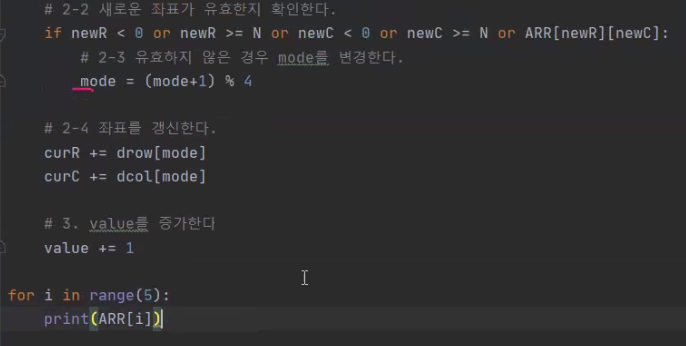 # 2-2 새로운 좌표가 유효한지 확인한다.
if newR < 0 or newR >= N or newC < 0 or newC >= N or ARR[newR][newC]:
# 2-3 유효하지 않은 경우 mode를 변경한다.
mode = (mode+1) % 4
# 2-4 좌표를 갱신한다.
curR += drow[mode]
curC += dcol[mode]
# 3. value를 증가한다
value += 1
for i in range(5):
print(ARR[i])